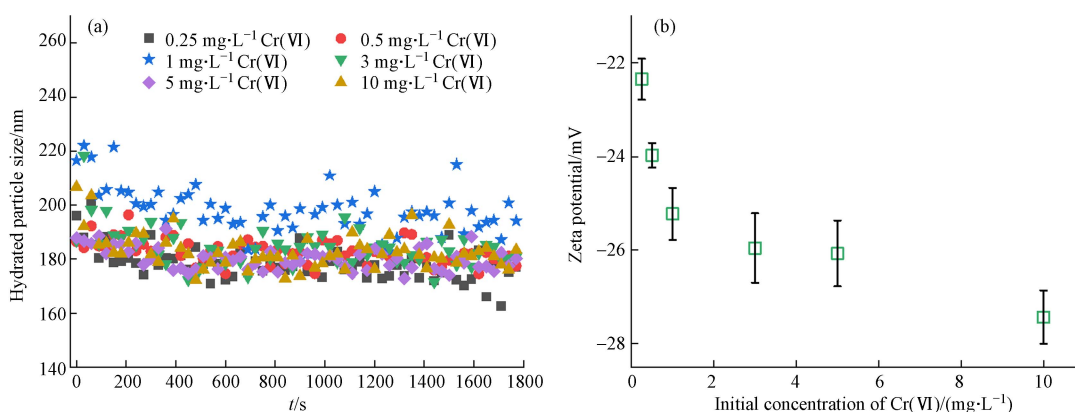 (a)
0.25 mg·L⁻¹ Cr(Ⅵ)
0.5 mg·L⁻¹ Cr(Ⅵ)
1 mg·L⁻¹ Cr(Ⅵ)
3 mg·L⁻¹ Cr(Ⅵ)
5 mg·L⁻¹ Cr(Ⅵ)
10 mg·L⁻¹ Cr(Ⅵ)
Hydrated particle size/nm
260
240
220
200
180
160
140
0 200 400 600 800 1000 1200 1400 1600 1800
t/s
(b)
Zeta potential/mV
−22
−24
−26
−28
0 2 4 6 8 10
Initial concentration of Cr(Ⅵ)/(mg·L⁻¹)